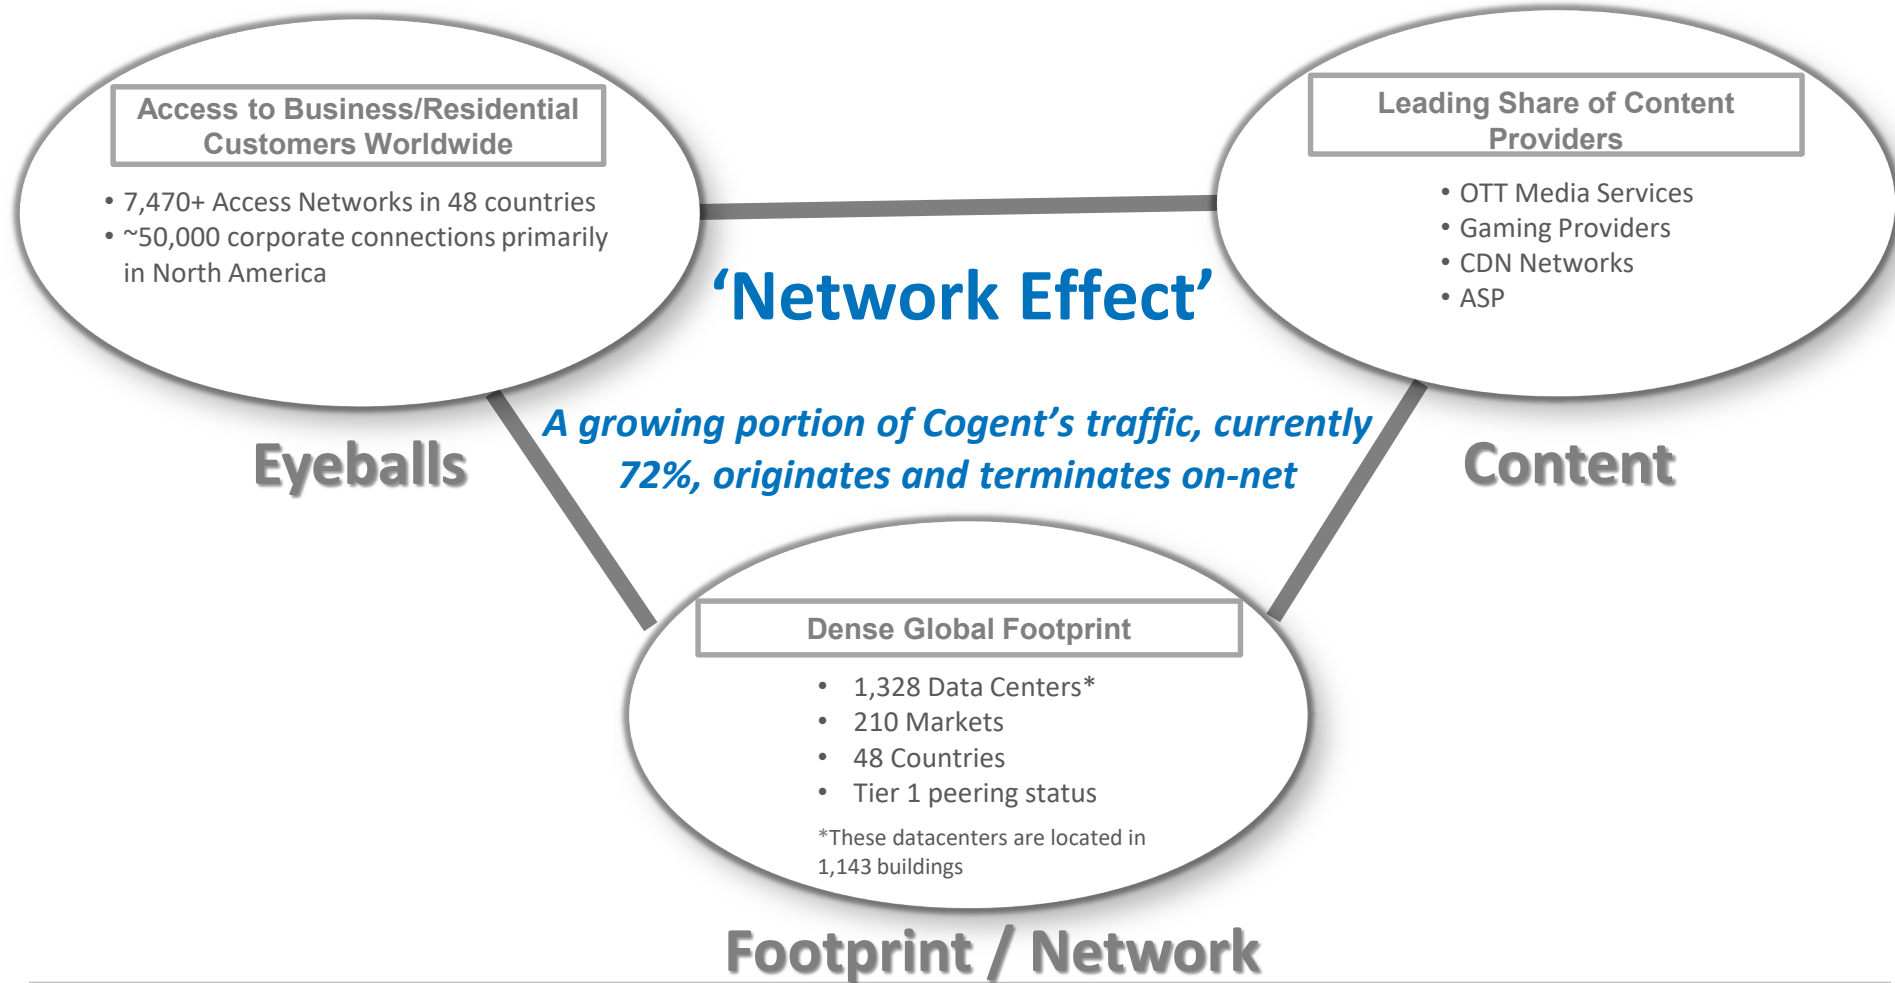 Access to Business/Residential
Customers Worldwide
• 7,470+ Access Networks in 48 countries
• ~50,000 corporate connections primarily
in North America
Eyeballs
Leading Share of Content
Providers
• OTT Media Services
• Gaming Providers
• CDN Networks
• ASP
Content
‘Network Effect’
A growing portion of Cogent’s traffic, currently
72%, originates and terminates on-net
Dense Global Footprint
• 1,328 Data Centers*
• 210 Markets
• 48 Countries
• Tier 1 peering status
*These datacenters are located in
1,143 buildings
Footprint / Network